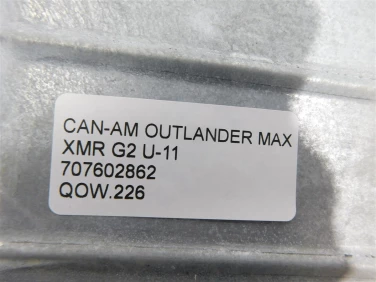 CAN-AM OUTLANDER MAX
XMR G2 U-11
707602862
QOW.226